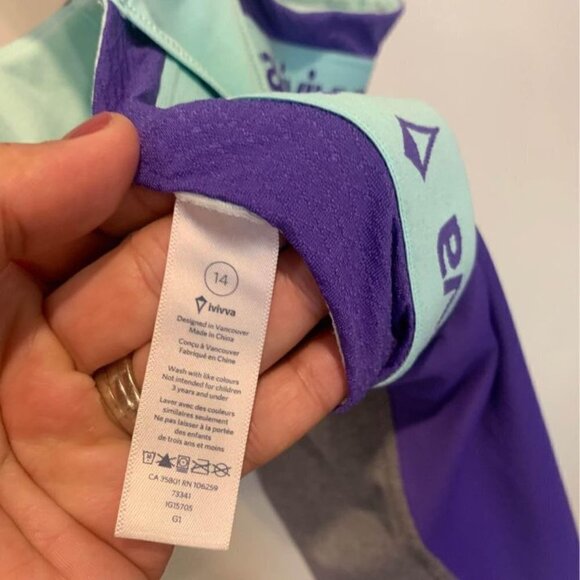 14
ivivva
Designed in Vancouver
Made in China
Conçu à Vancouver
Fabriqué en Chine
Wash with like colours
Not intended for children
3 years and under
Laver avec des couleurs
similaires seulement
Ne pas laisser à la portée
des enfants
de trois ans et moins
CA 35801 RN 106259
73341
IG15705
G1